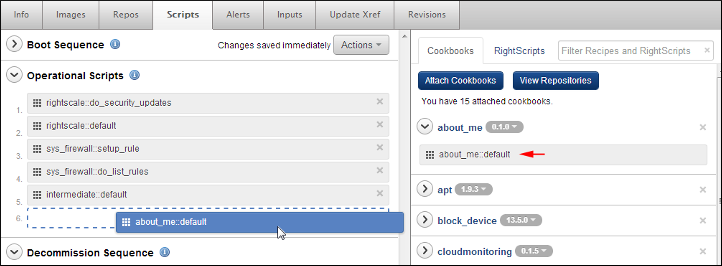 Info Images Repos Scripts Alerts Inputs Update Xref Revisions
Boot Sequence i Changes saved immediately Actions
Operational Scripts i
1. rightscale::do_security_updates ×
2. rightscale::default ×
3. sys_firewall::setup_rule ×
4. sys_firewall::do_list_rules ×
5. intermediate::default ×
6. about_me::default
Decommission Sequence i
Cookbooks RightScripts Filter Recipes and RightScripts
Attach Cookbooks View Repositories
You have 15 attached cookbooks.
about_me 0.1.0 ×
about_me::default
apt 1.9.3 ×
block_device 13.5.0 ×
cloudmonitoring 0.1.5 ×